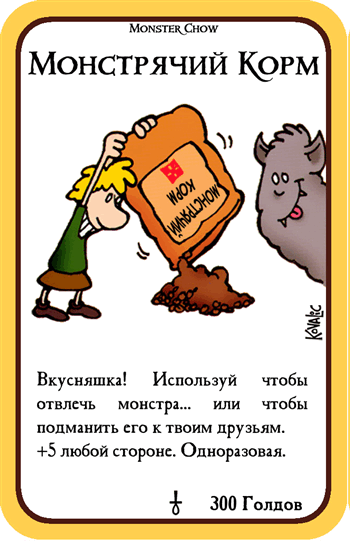 Monster Chow
Монстрячий Корм
МОНСТРЯЧИЙ
КОРМ
Kovalic
Вкусняшка! Используй чтобы
отвлечь монстра... или чтобы
подманить его к твоим друзьям.
+5 любой стороне. Одноразовая.
300 Голдов